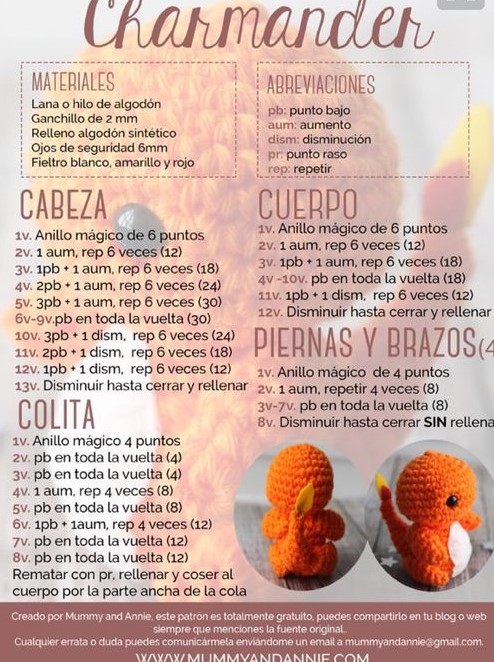 Charmander
MATERIALES
Lana o hilo de algodón
Ganchillo de 2 mm
Relleno algodón sintético
Ojos de seguridad 6mm
Fieltro blanco, amarillo y rojo
ABREVIACIONES
pb: punto bajo
aum: aumento
dism: disminución
pr: punto raso
rep: repetir
CABEZA
1v. Anillo mágico de 6 puntos
2v. 1 aum, rep 6 veces (12)
3v. 1pb + 1 aum, rep 6 veces (18)
4v. 2pb + 1 aum, rep 6 veces (24)
5v. 3pb + 1 aum, rep 6 veces (30)
6v-9v.pb en toda la vuelta (30)
10v. 3pb + 1 dism, rep 6 veces (24)
11v. 2pb + 1 dism, rep 6 veces (18)
12v. 1pb + 1 dism, rep 6 veces (12)
13v. Disminuir hasta cerrar y rellenar
CUERPO
1v. Anillo mágico de 6 puntos
2v. 1 aum, rep 6 veces (12)
3v. 1pb + 1 aum, rep 6 veces (18)
4v -10v. pb en toda la vuelta (18)
11v. 1pb + 1 dism, rep 6 veces (12)
12v. Disminuir hasta cerrar y rellenar
PIERNAS Y BRAZOS(4
1v. Anillo mágico de 4 puntos
2v. 1 aum, repetir 4 veces (8)
3v-7v. pb en toda la vuelta (8)
8v. Disminuir hasta cerrar SIN rellena
COLITA
1v. Anillo mágico 4 puntos
2v. pb en toda la vuelta (4)
3v. pb en toda la vuelta (4)
4v. 1 aum, rep 4 veces (8)
5v. pb en toda la vuelta (8)
6v. 1pb + 1aum, rep 4 veces (12)
7v. pb en toda la vuelta (12)
8v. pb en toda la vuelta (12)
Rematar con pr, rellenar y coser al
cuerpo por la parte ancha de la cola
Creado por Mummy and Annie, este patrón es totalmente gratuito, puedes compartirlo en tu blog o web
siempre que menciones la fuente original..
Cualquier errata o duda puedes comunicármela enviándome un email a mummyandannie@gmail.com.
WWW.MUMMYANDANNIE.COM